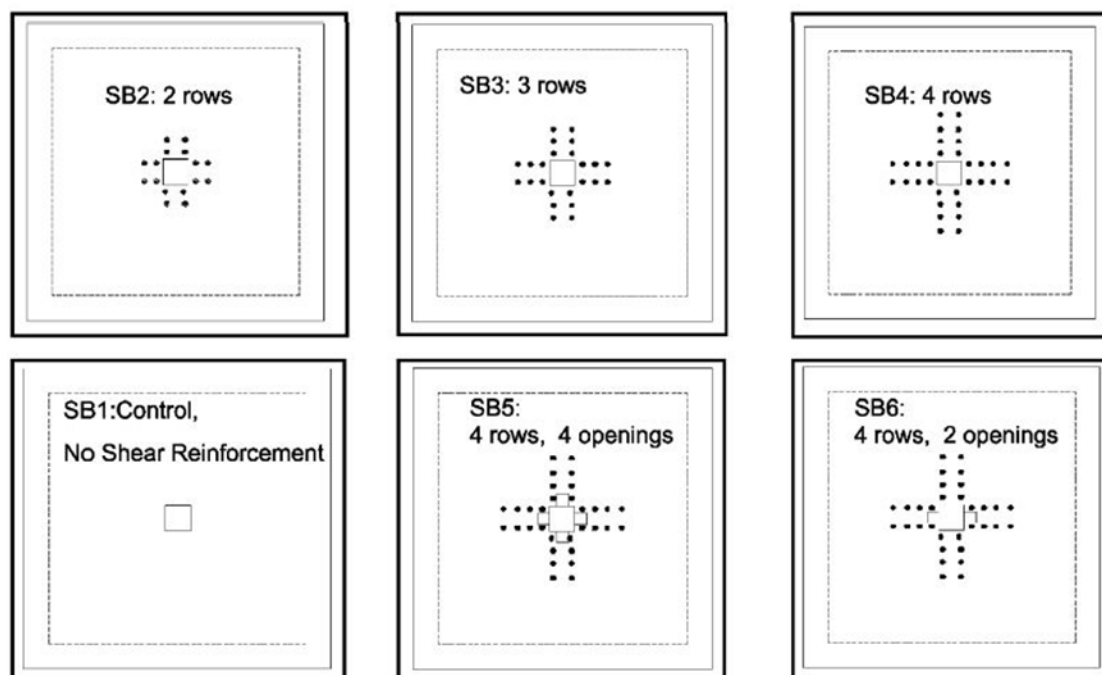 SB2: 2 rows
SB3: 3 rows
SB4: 4 rows
SB1:Control,
No Shear Reinforcement
SB5:
4 rows, 4 openings
SB6:
4 rows, 2 openings